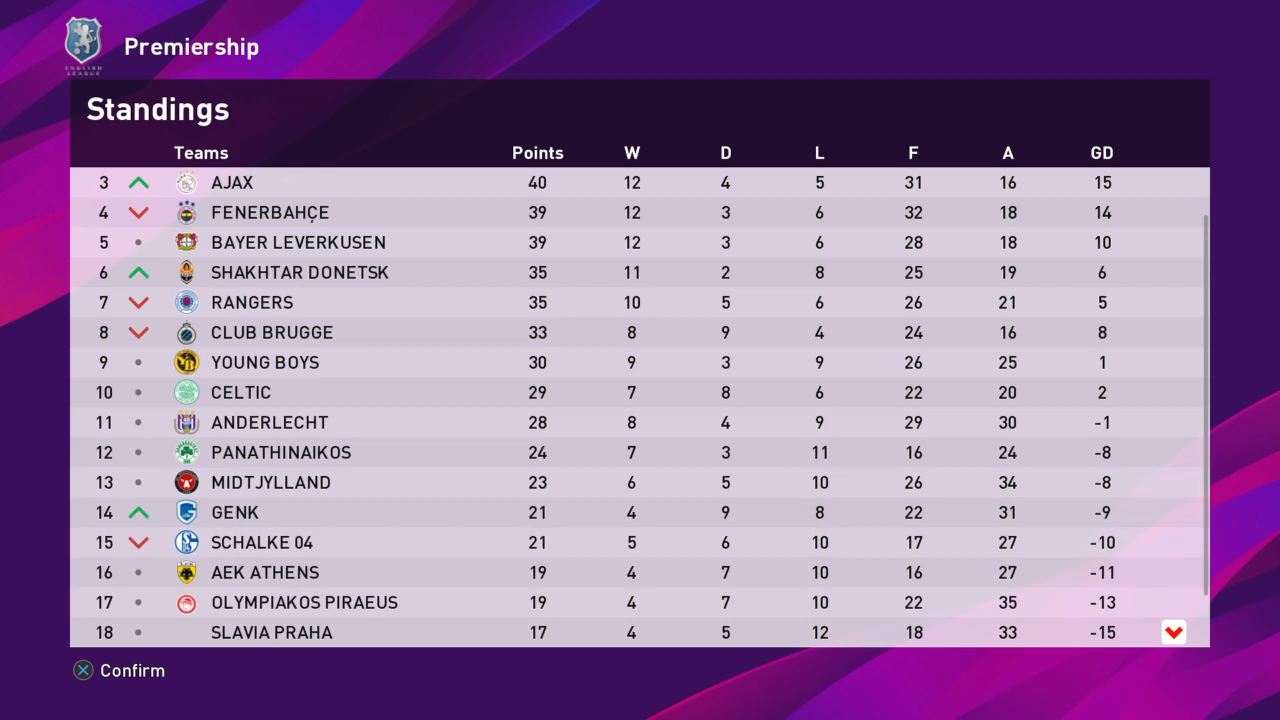 Premiership
ENGLISH
LEAGUE
Standings
Teams Points W D L F A GD
3 AJAX 40 12 4 5 31 16 15
4 FENERBAHÇE 39 12 3 6 32 18 14
5 BAYER LEVERKUSEN 39 12 3 6 28 18 10
6 SHAKHTAR DONETSK 35 11 2 8 25 19 6
7 RANGERS 35 10 5 6 26 21 5
8 CLUB BRUGGE 33 8 9 4 24 16 8
9 YOUNG BOYS 30 9 3 9 26 25 1
10 CELTIC 29 7 8 6 22 20 2
11 ANDERLECHT 28 8 4 9 29 30 -1
12 PANATHINAIKOS 24 7 3 11 16 24 -8
13 MIDTJYLLAND 23 6 5 10 26 34 -8
14 GENK 21 4 9 8 22 31 -9
15 SCHALKE 04 21 5 6 10 17 27 -10
16 AEK ATHENS 19 4 7 10 16 27 -11
17 OLYMPIAKOS PIRAEUS 19 4 7 10 22 35 -13
18 SLAVIA PRAHA 17 4 5 12 18 33 -15
Confirm